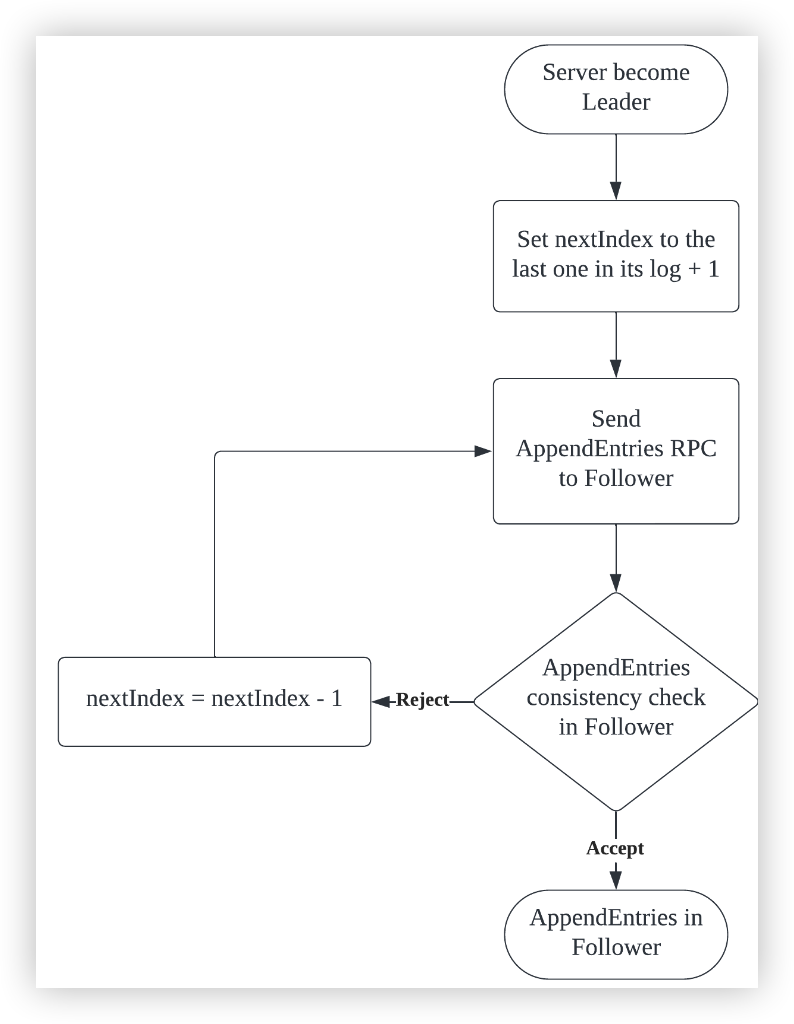 Server become
Leader
Set nextIndex to the
last one in its log + 1
Send
AppendEntries RPC
to Follower
AppendEntries
consistency check
in Follower
Reject
nextIndex = nextIndex - 1
Accept
AppendEntries in
Follower